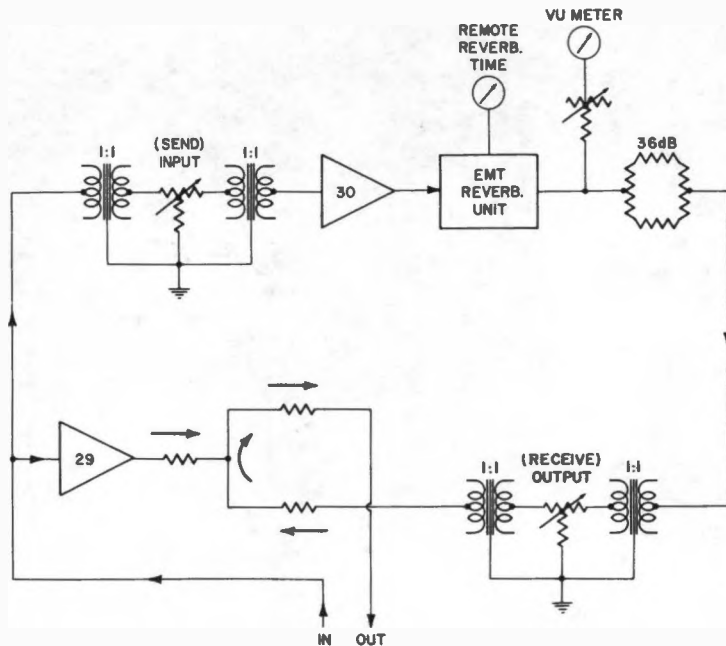 VU METER
REMOTE
REVERB.
TIME
1:1
(SEND)
INPUT
1:1
36dB
30
EMT
REVERB.
UNIT
29
1:1
(RECEIVE)
OUTPUT
1:1
IN
OUT